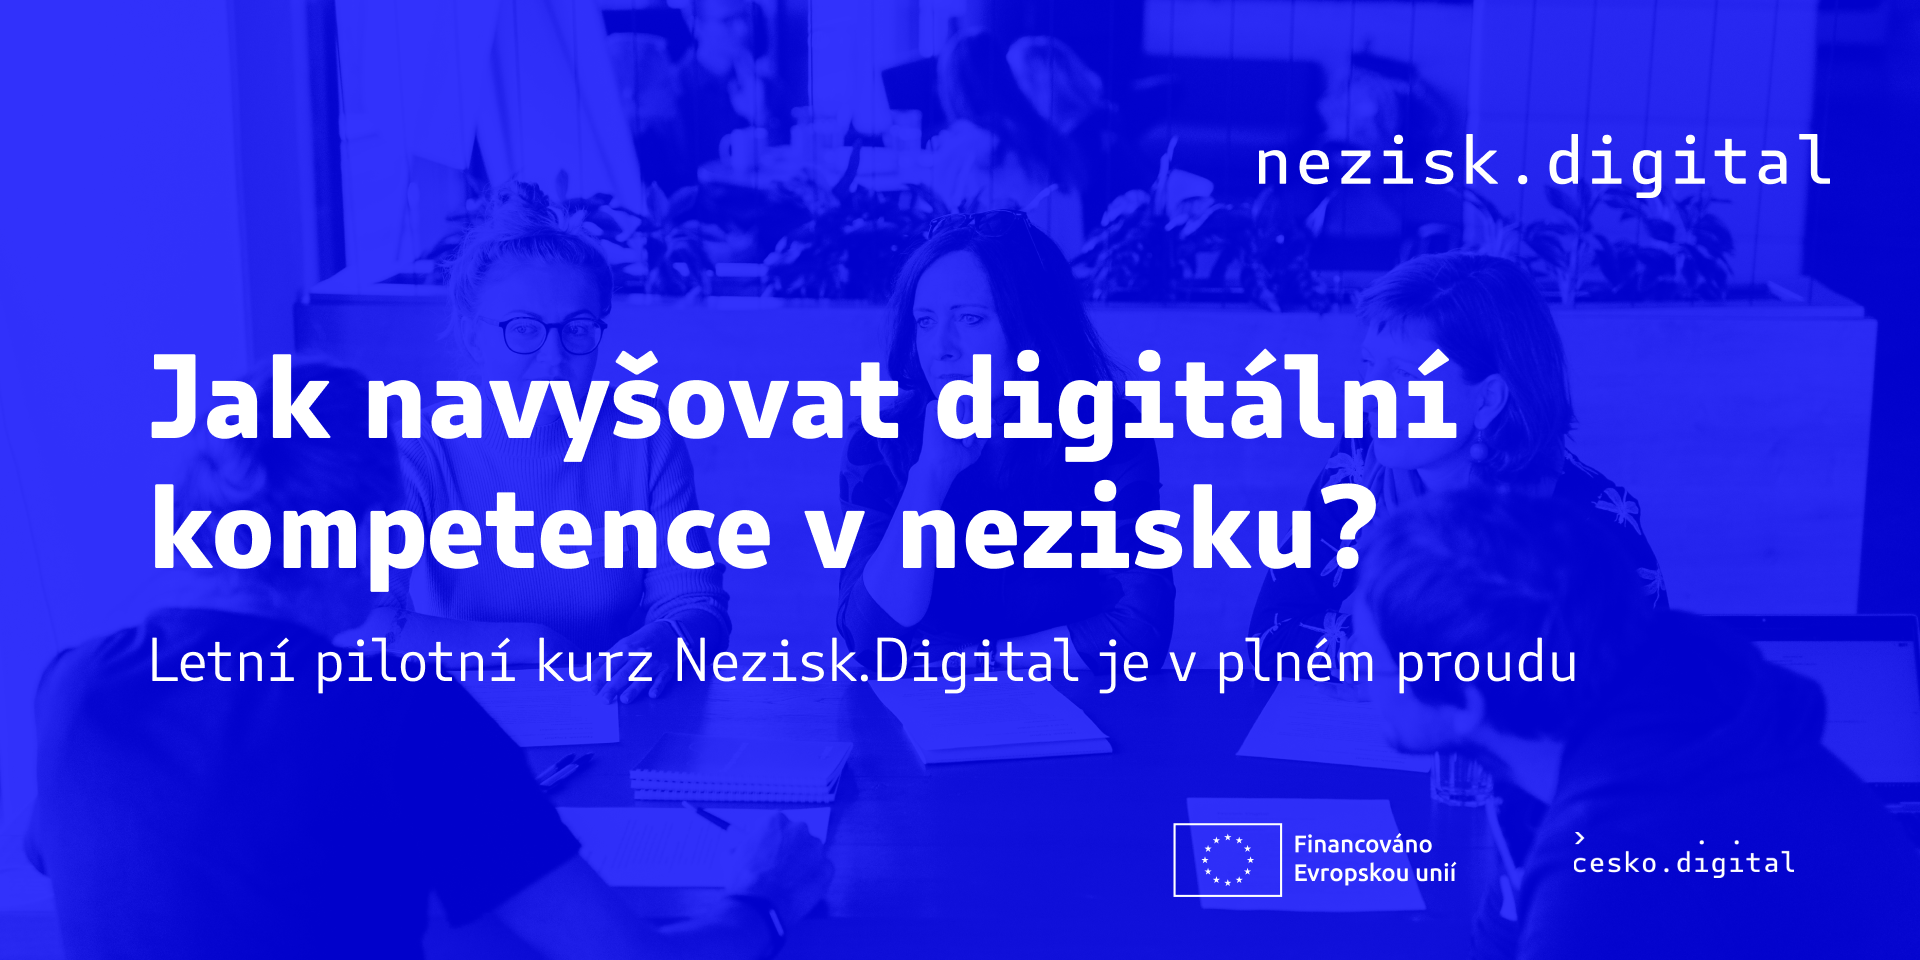 nezisk.digital
Jak navyšovat digitální
kompetence v nezisku?
Letní pilotní kurz Nezisk.Digital je v plném proudu
Financováno
Evropskou unií
česko.digital